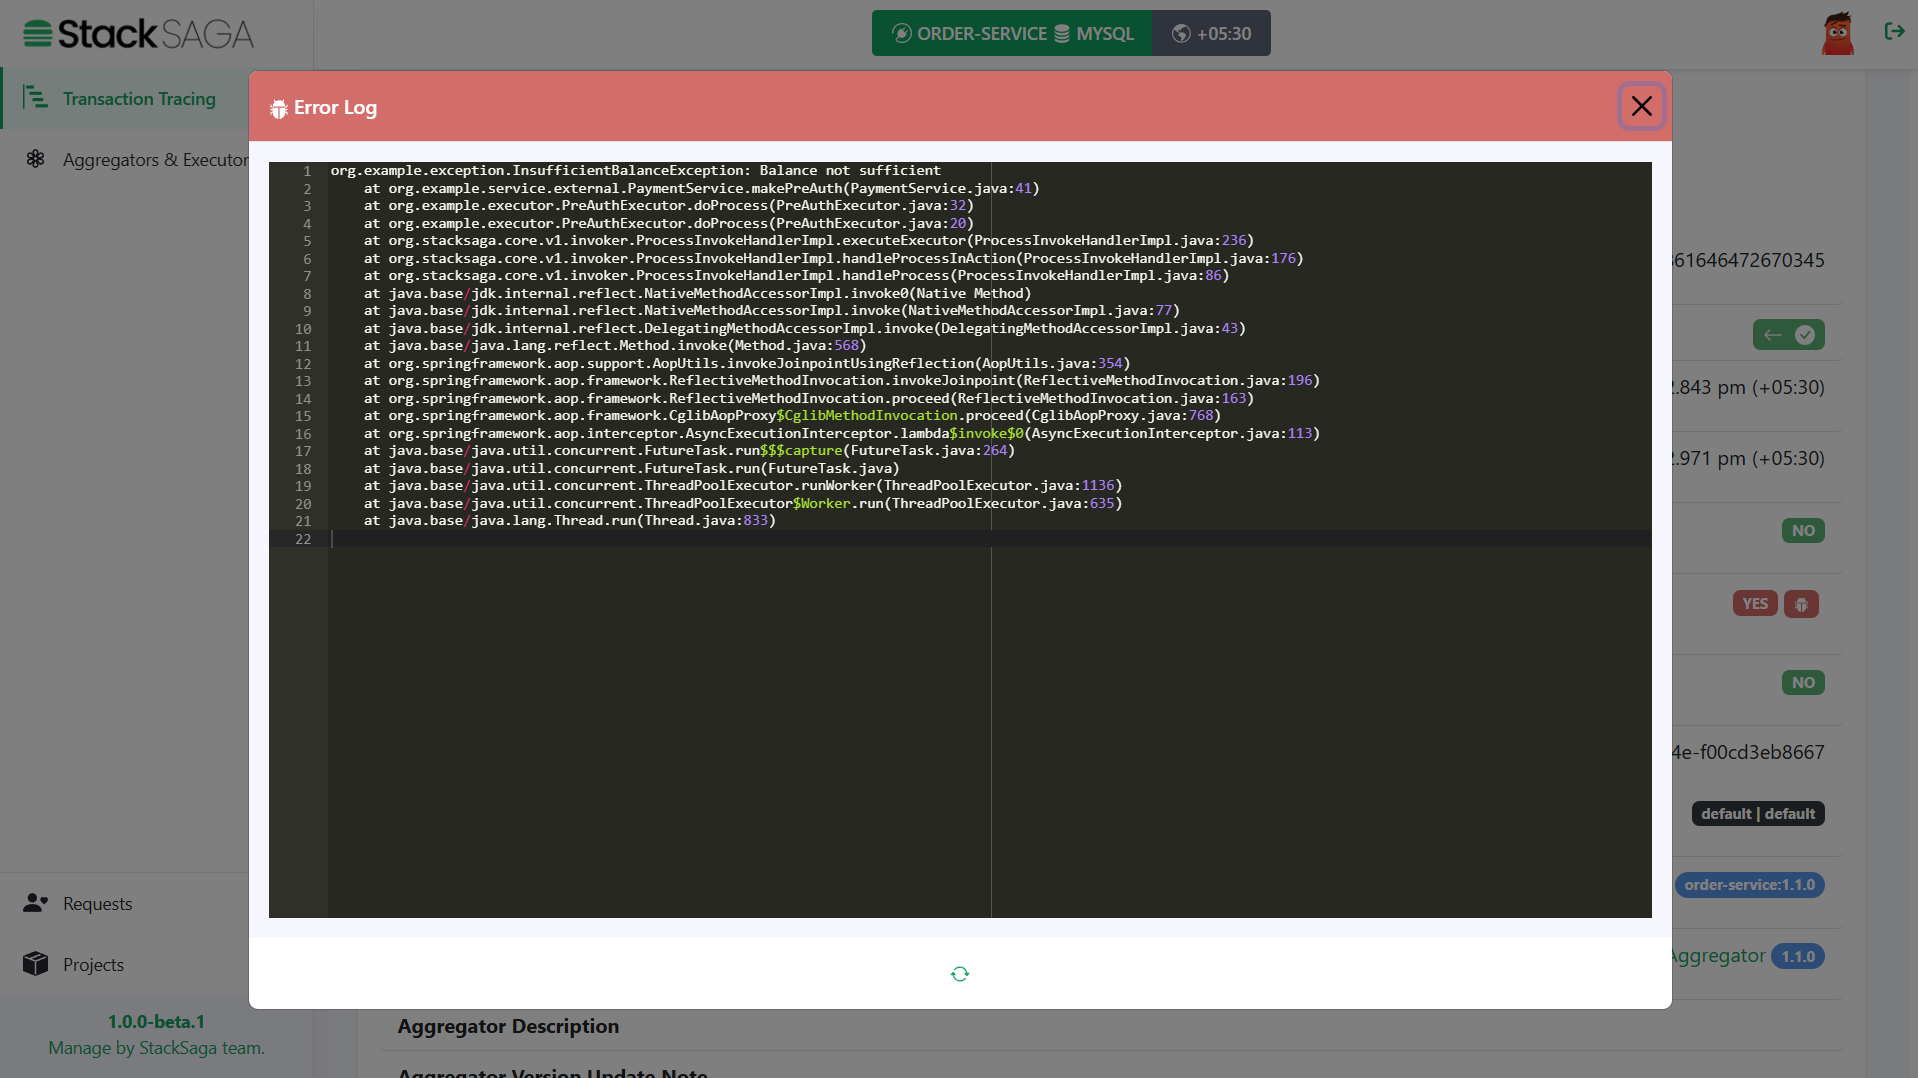 StackSAGA
ORDER-SERVICE MYSQL +05:30
Transaction Tracing
Aggregators & Executor
Error Log
1 org.example.exception.InsufficientBalanceException: Balance not sufficient
2 at org.example.service.external.PaymentService.makePreAuth(PaymentService.java:41)
3 at org.example.executor.PreAuthExecutor.doProcess(PreAuthExecutor.java:32)
4 at org.example.executor.PreAuthExecutor.doProcess(PreAuthExecutor.java:20)
5 at org.stacksaga.core.v1.invoker.ProcessInvokeHandlerImpl.executeExecutor(ProcessInvokeHandlerImpl.java:236)
6 at org.stacksaga.core.v1.invoker.ProcessInvokeHandlerImpl.handleProcessInAction(ProcessInvokeHandlerImpl.java:176)
7 at org.stacksaga.core.v1.invoker.ProcessInvokeHandlerImpl.handleProcess(ProcessInvokeHandlerImpl.java:86)
8 at java.base/jdk.internal.reflect.NativeMethodAccessorImpl.invoke0(Native Method)
9 at java.base/jdk.internal.reflect.NativeMethodAccessorImpl.invoke(NativeMethodAccessorImpl.java:77)
10 at java.base/jdk.internal.reflect.DelegatingMethodAccessorImpl.invoke(DelegatingMethodAccessorImpl.java:43)
11 at java.base/java.lang.reflect.Method.invoke(Method.java:568)
12 at org.springframework.aop.support.AopUtils.invokeJoinpointUsingReflection(AopUtils.java:354)
13 at org.springframework.aop.framework.ReflectiveMethodInvocation.invokeJoinpoint(ReflectiveMethodInvocation.java:196)
14 at org.springframework.aop.framework.ReflectiveMethodInvocation.proceed(ReflectiveMethodInvocation.java:163)
15 at org.springframework.aop.framework.CglibAopProxy$CglibMethodInvocation.proceed(CglibAopProxy.java:768)
16 at org.springframework.aop.interceptor.AsyncExecutionInterceptor.lambda$invoke$0(AsyncExecutionInterceptor.java:113)
17 at java.base/java.util.concurrent.FutureTask.run$$$capture(FutureTask.java:264)
18 at java.base/java.util.concurrent.FutureTask.run(FutureTask.java)
19 at java.base/java.util.concurrent.ThreadPoolExecutor.runWorker(ThreadPoolExecutor.java:1136)
20 at java.base/java.util.concurrent.ThreadPoolExecutor$Worker.run(ThreadPoolExecutor.java:635)
21 at java.base/java.lang.Thread.run(Thread.java:833)
22
61646472670345
.843 pm (+05:30)
.971 pm (+05:30)
NO
YES
NO
4e-f00cd3eb8667
default | default
order-service:1.1.0
Aggregator 1.1.0
Requests
Projects
1.0.0-beta.1
Manage by StackSaga team.
Aggregator Description
Aggregator Version Update Note